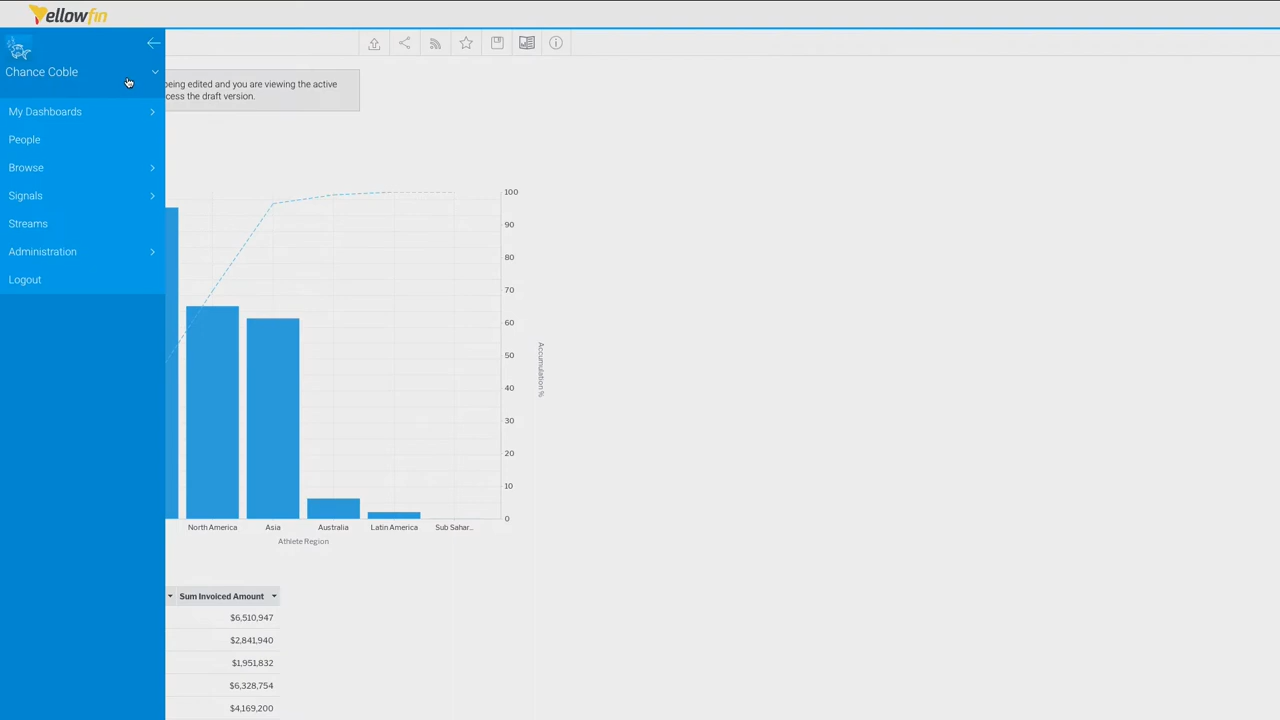 Yellowfin
Chance Coble
being edited and you are viewing the active
cess the draft version.
My Dashboards
People
Browse
Signals
Streams
Administration
Logout
100
90
80
70
60
50
40
30
20
10
0
Accumulation %
North America
Asia
Australia
Latin America
Sub Sahar...
Athlete Region
Sum Invoiced Amount
$6,510,947
$2,841,940
$1,951,832
$6,328,754
$4,169,200